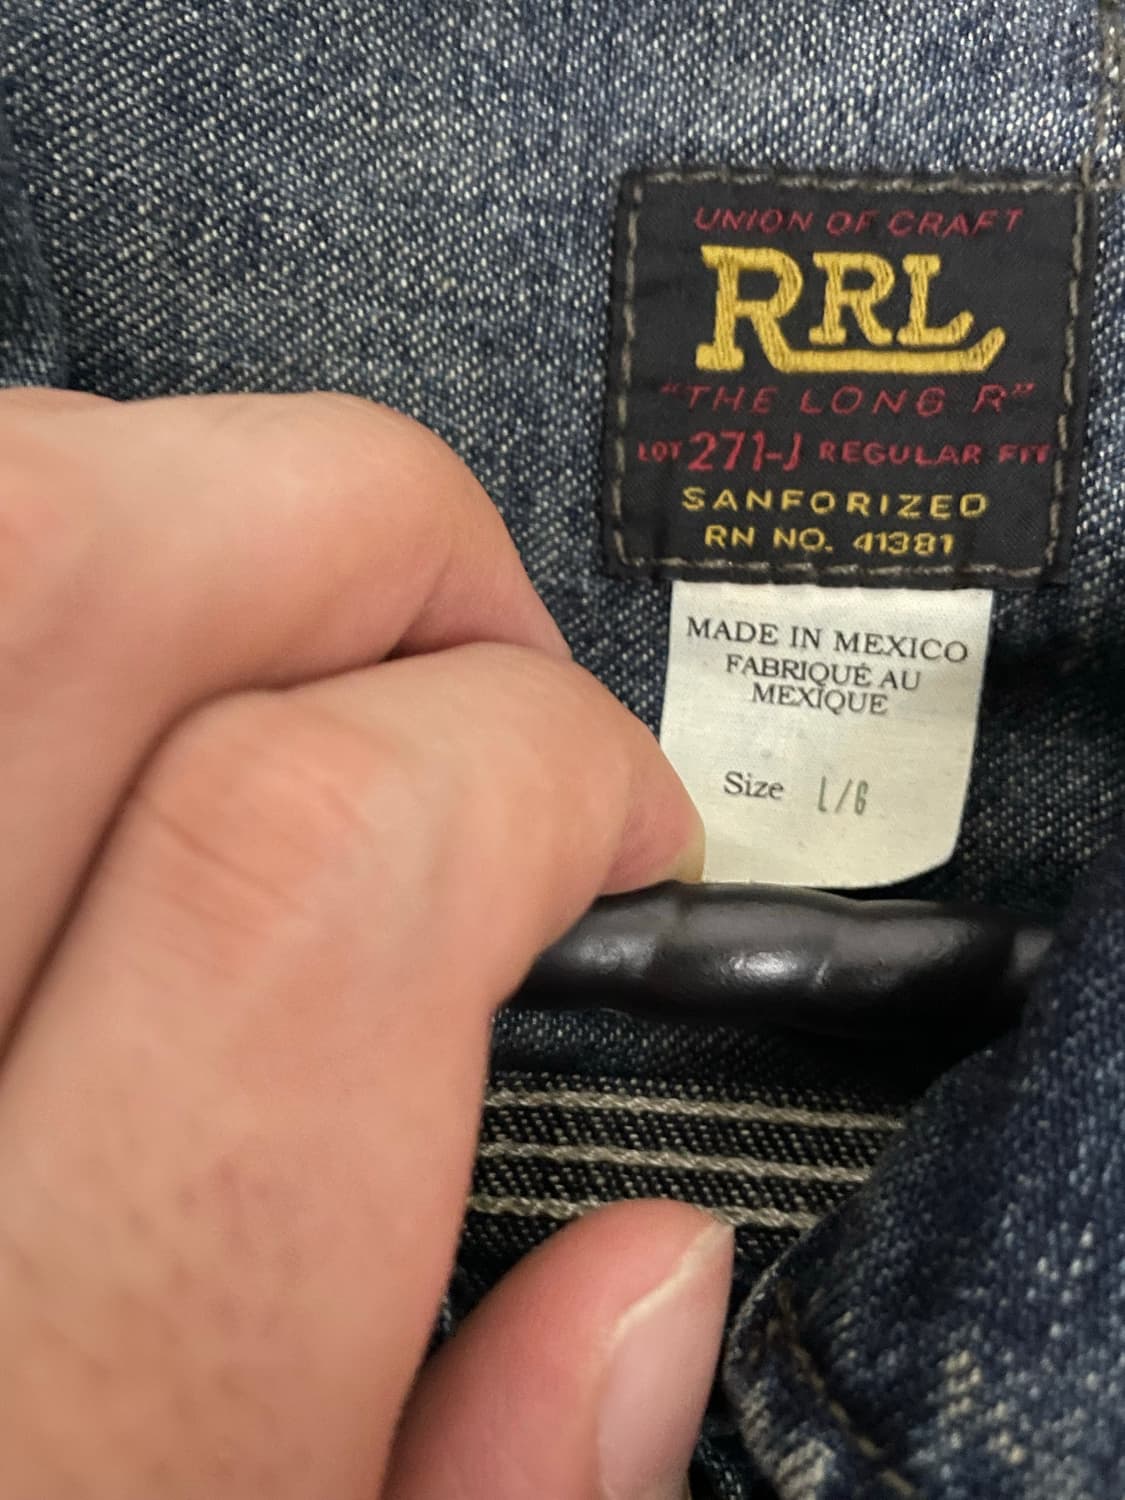 UNION OF CRAFT
RRL
"THE LONG R"
LOT 271-J REGULAR FIT
SANFORIZED
RN NO. 41381
MADE IN MEXICO
FABRIQUÉ AU
MEXIQUE
Size L/G